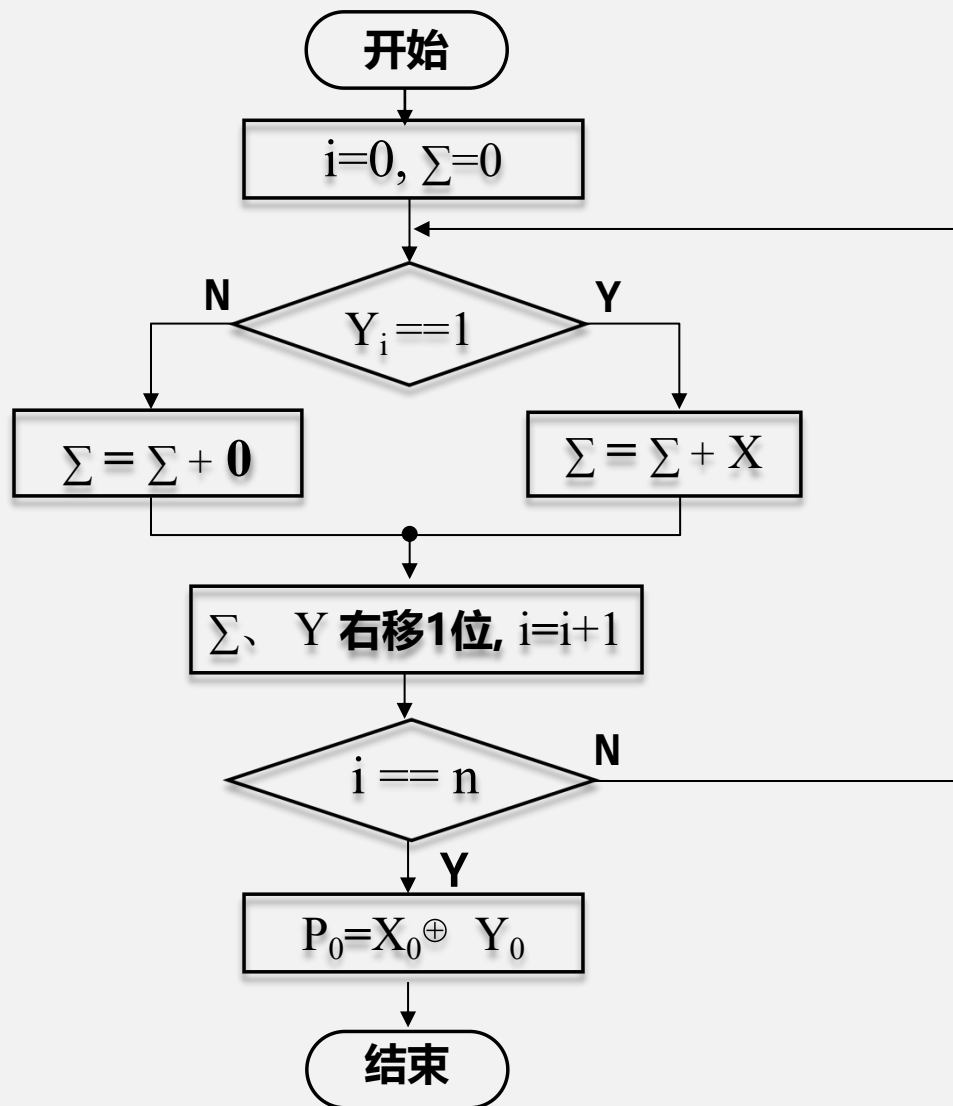 开始
i=0, ∑=0
N
Y
Yᵢ ==1
∑ = ∑ + 0
∑ = ∑ + X
∑、 Y 右移1位, i=i+1
i == n
N
Y
P₀=X₀⊕ Y₀
结束